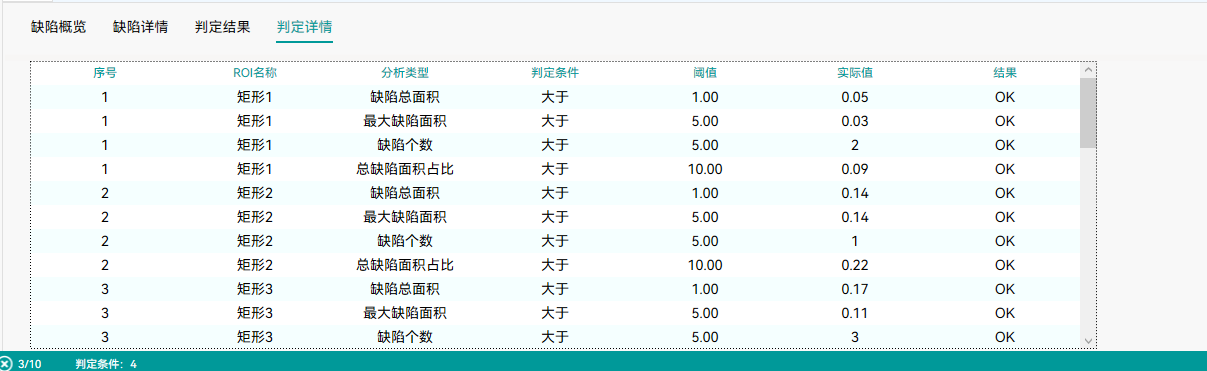 缺陷概览 缺陷详情 判定结果 判定详情
序号 ROI名称 分析类型 判定条件 阈值 实际值 结果
1 矩形1 缺陷总面积 大于 1.00 0.05 OK
1 矩形1 最大缺陷面积 大于 5.00 0.03 OK
1 矩形1 缺陷个数 大于 5.00 2 OK
1 矩形1 总缺陷面积占比 大于 10.00 0.09 OK
2 矩形2 缺陷总面积 大于 1.00 0.14 OK
2 矩形2 最大缺陷面积 大于 5.00 0.14 OK
2 矩形2 缺陷个数 大于 5.00 1 OK
2 矩形2 总缺陷面积占比 大于 10.00 0.22 OK
3 矩形3 缺陷总面积 大于 1.00 0.17 OK
3 矩形3 最大缺陷面积 大于 5.00 0.11 OK
3 矩形3 缺陷个数 大于 5.00 3 OK
3/10 判定条件：4